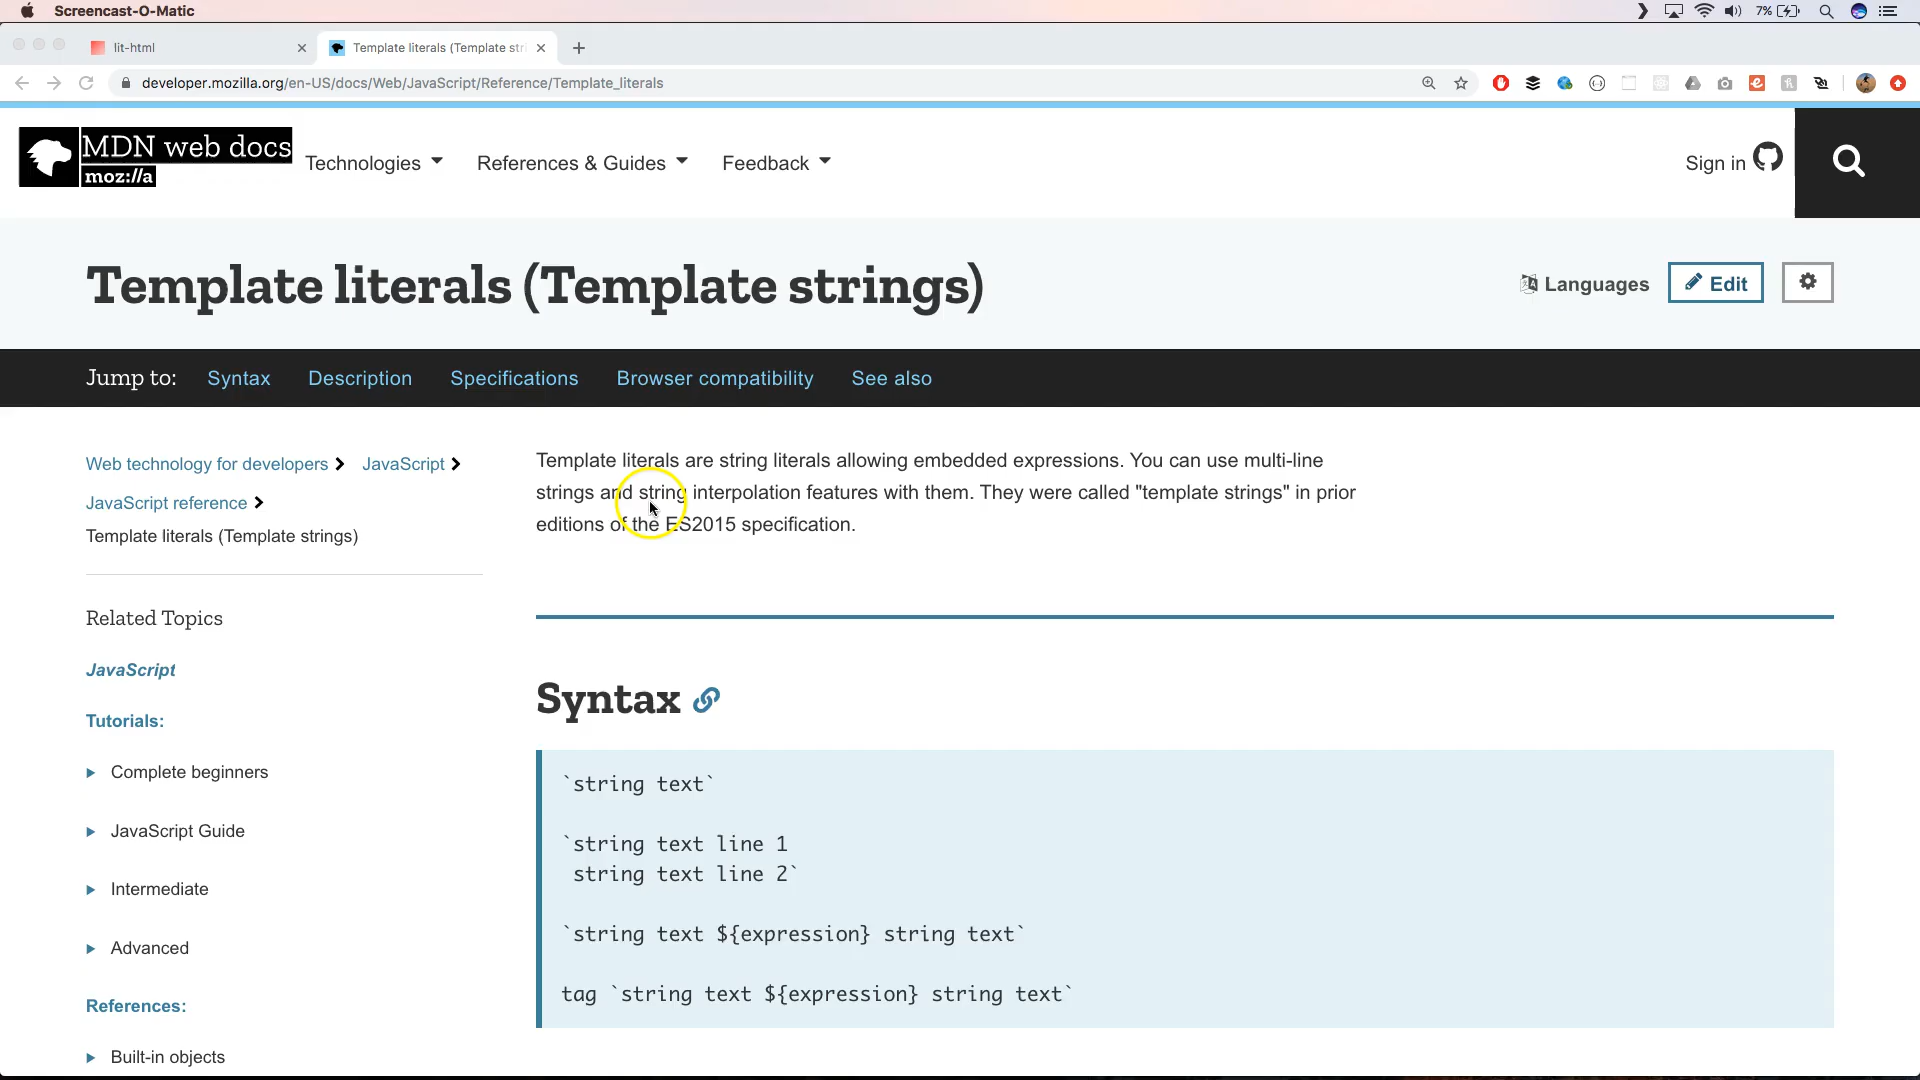 Screencast-O-Matic
7%
lit-html
Template literals (Template stri
developer.mozilla.org/en-US/docs/Web/JavaScript/Reference/Template_literals
MDN web docs
moz://a
Technologies
References & Guides
Feedback
Sign in
Template literals (Template strings)
Languages
Edit
Jump to:
Syntax
Description
Specifications
Browser compatibility
See also
Web technology for developers
JavaScript
JavaScript reference
Template literals (Template strings)
Related Topics
JavaScript
Tutorials:
Complete beginners
JavaScript Guide
Intermediate
Advanced
References:
Built-in objects
Template literals are string literals allowing embedded expressions. You can use multi-line
strings and string interpolation features with them. They were called "template strings" in prior
editions of the ES2015 specification.
Syntax
`string text`
`string text line 1
string text line 2`
`string text ${expression} string text`
tag `string text ${expression} string text`